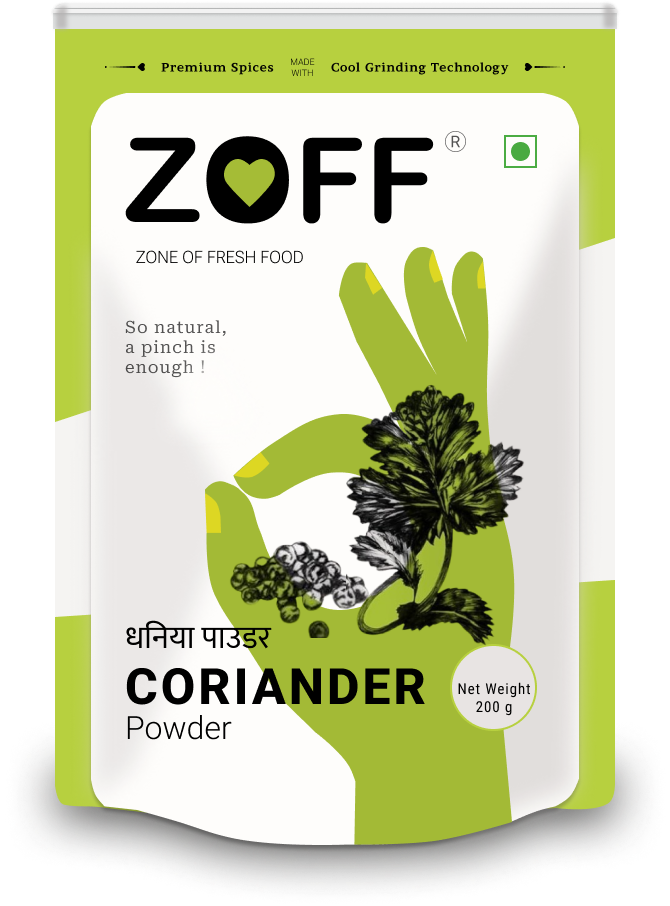 Premium Spices MADE WITH Cool Grinding Technology
ZOFF ®
ZONE OF FRESH FOOD
So natural,
a pinch is
enough !
धनिया पाउडर
CORIANDER
Powder
Net Weight
200 g